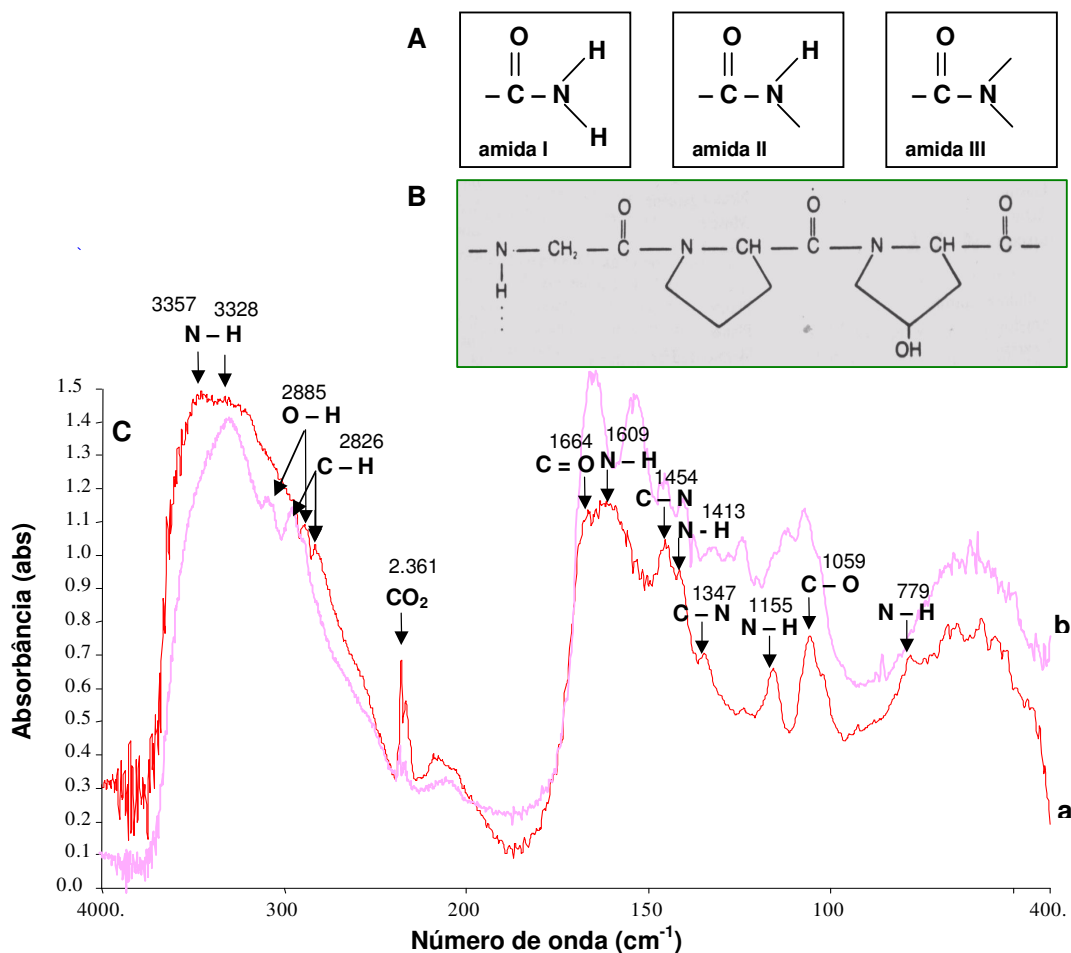 A
O
H
– C – N
H
amida I
O
H
– C – N
amida II
O
– C – N
amida III
B
O
O
O
— N — CH₂ — C — N — CH — C — N — CH — C —
H
OH
3357 3328
N – H
2885
O – H
2826
C – H
2.361
CO₂
1664
C = O
1609
N – H
1454
C – N
1413
N - H
1347
C – N
1155
N – H
1059
C – O
779
N – H
C
b
a
1.5
1.4
1.3
1.2
1.1
1.0
0.9
0.8
0.7
0.6
0.5
0.4
0.3
0.2
0.1
0.0
Absorbância (abs)
4000. 300 200 150 100 400.
Número de onda (cm⁻¹)